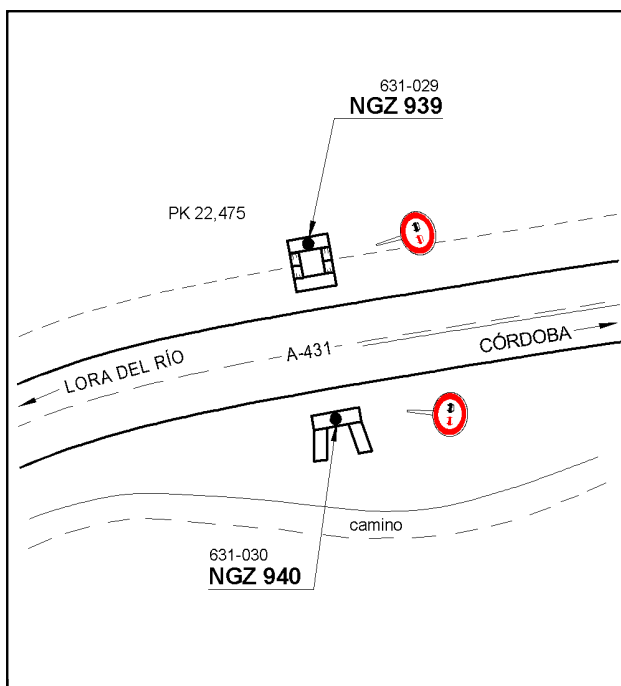 631-029
NGZ 939
PK 22,475
LORA DEL RÍO
A-431
CÓRDOBA
camino
631-030
NGZ 940